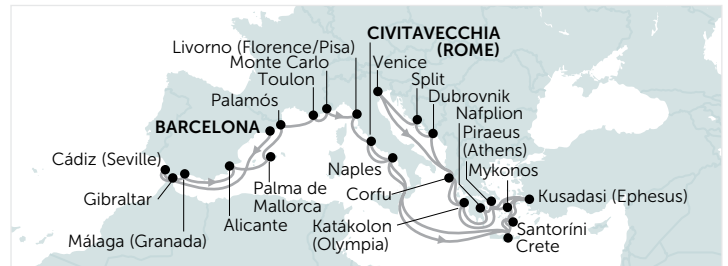 CIVITAVECCHIA
(ROME)
Livorno (Florence/Pisa)
Monte Carlo
Toulon
Palamós
BARCELONA
Venice
Split
Dubrovnik
Nafplion
Piraeus
(Athens)
Mykonos
Cádiz (Seville)
Gibraltar
Málaga (Granada)
Alicante
Palma de
Mallorca
Naples
Corfu
Katákolon
(Olympia)
Kusadasi (Ephesus)
Santoríni
Crete